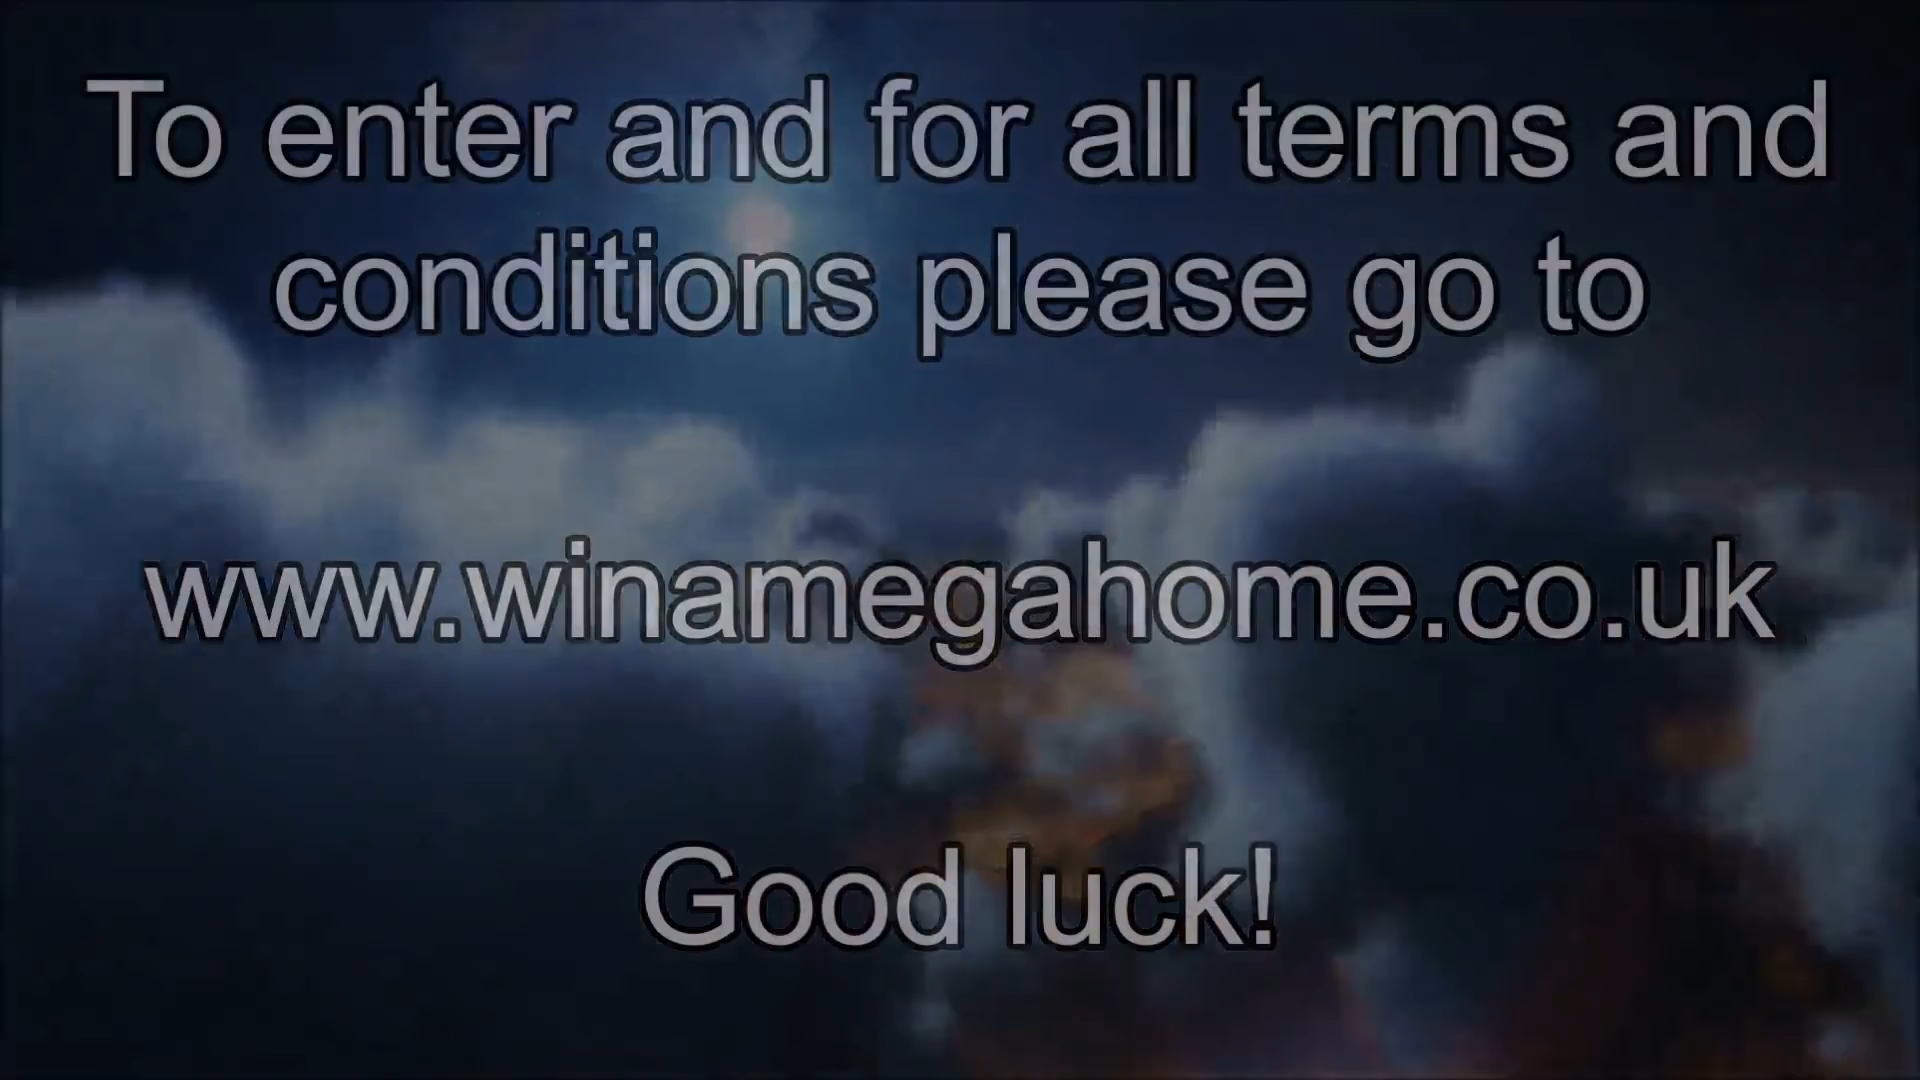 To enter and for all terms and
conditions please go to
www.winamegahome.co.uk
Good luck!